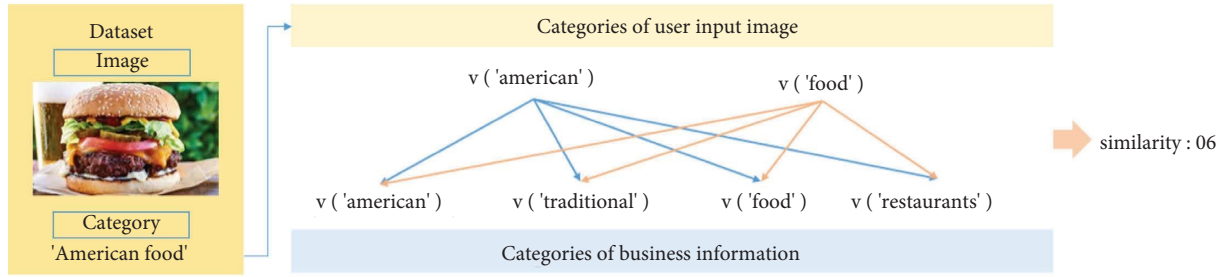 Dataset
Image
Category
'American food'
Categories of user input image
v ( 'american' ) v ( 'food' )
v ( 'american' ) v ( 'traditional' ) v ( 'food' ) v ( 'restaurants' )
Categories of business information
similarity : 06